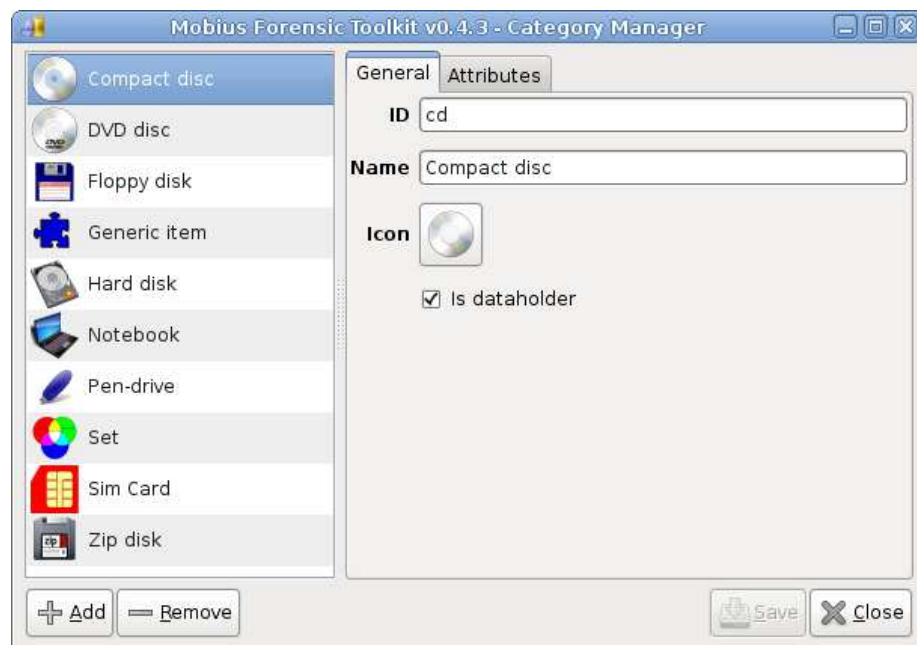 Mobius Forensic Toolkit v0.4.3 - Category Manager
Compact disc
DVD disc
Floppy disk
Generic item
Hard disk
Notebook
Pen-drive
Set
Sim Card
Zip disk
General
Attributes
ID
cd
Name
Compact disc
Icon
Is dataholder
Add
Remove
Save
Close
DVD
zip